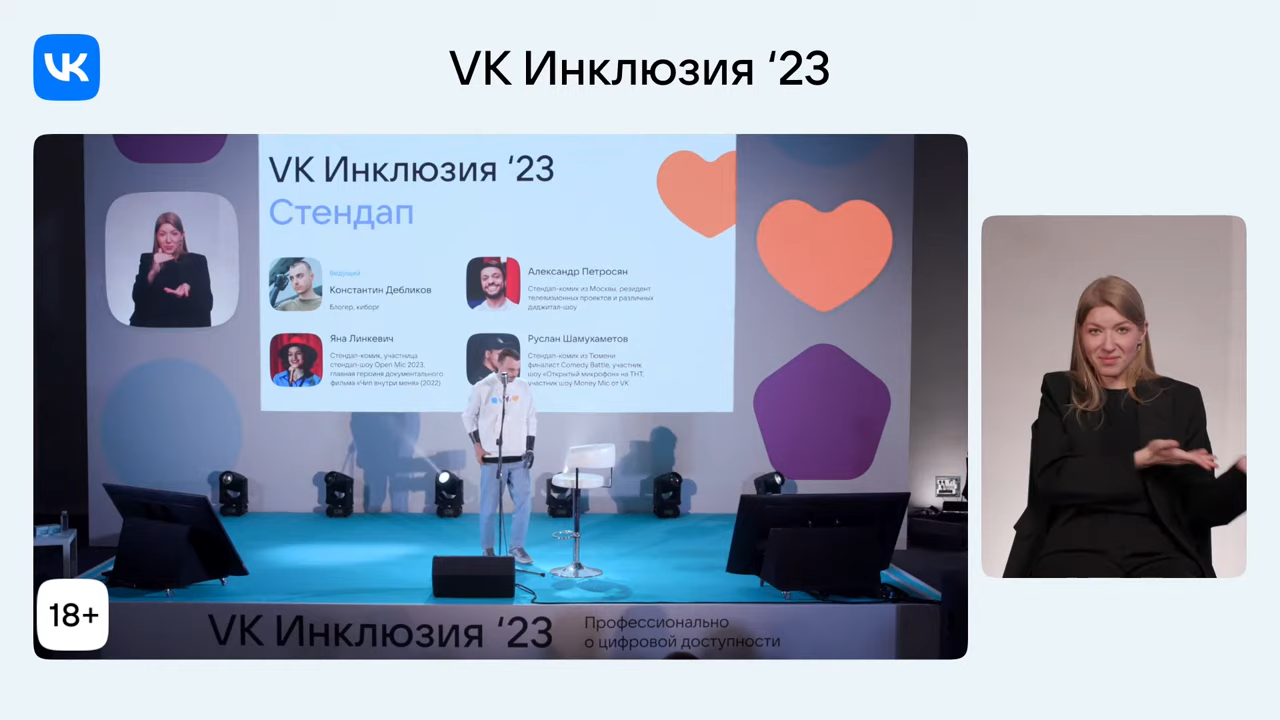 VK
VK Инклюзия ‘23
VK Инклюзия ‘23
Стендап
Ведущий
Константин Дебликов
Блогер, киборг
Александр Петросян
Стендап-комик из Москвы, резидент
телевизионных проектов и различных
диджитал-шоу
Яна Линкевич
Стендап-комик, участница
стендап-шоу Open Mic 2023,
главная героиня документального
фильма «Чип внутри меня» (2022)
Руслан Шамухаметов
Стендап-комик из Тюмени
финалист Comedy Battle, участник
шоу «Открытый микрофон» на ТНТ,
участник шоу Money Mic от VK
18+
VK Инклюзия ‘23
Профессионально
о цифровой доступности